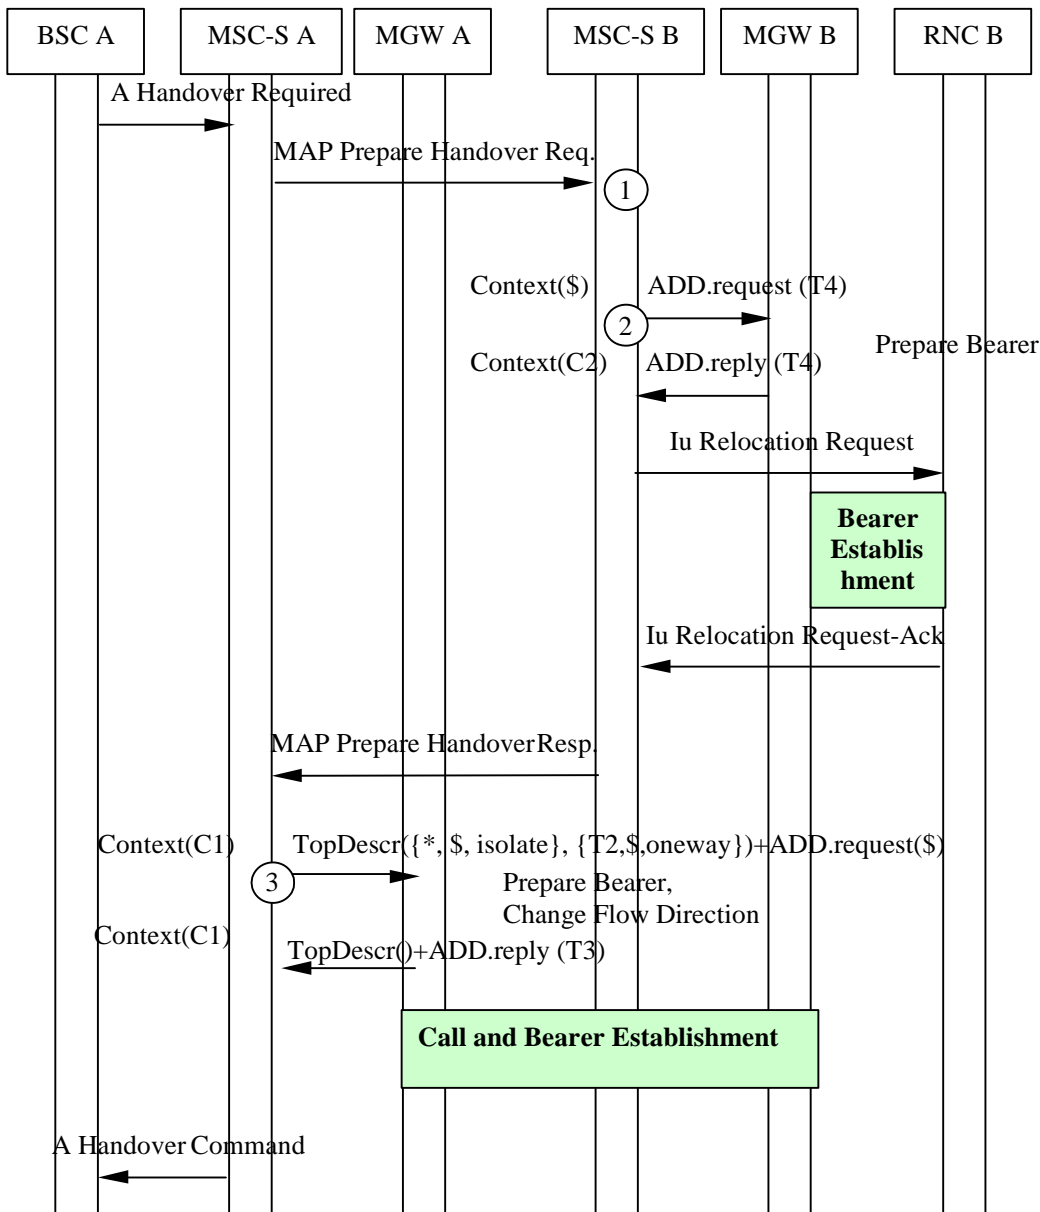 BSC A
MSC-S A
MGW A
MSC-S B
MGW B
RNC B
A Handover Required
MAP Prepare Handover Req.
1
Context($)
ADD.request (T4)
2
Prepare Bearer
Context(C2)
ADD.reply (T4)
Iu Relocation Request
Bearer
Establis
hment
Iu Relocation Request-Ack
MAP Prepare Handover Resp.
Context(C1)
TopDescr({*, $, isolate}, {T2,$,oneway})+ADD.request($)
3
Prepare Bearer,
Change Flow Direction
Context(C1)
TopDescr()+ADD.reply (T3)
Call and Bearer Establishment
A Handover Command